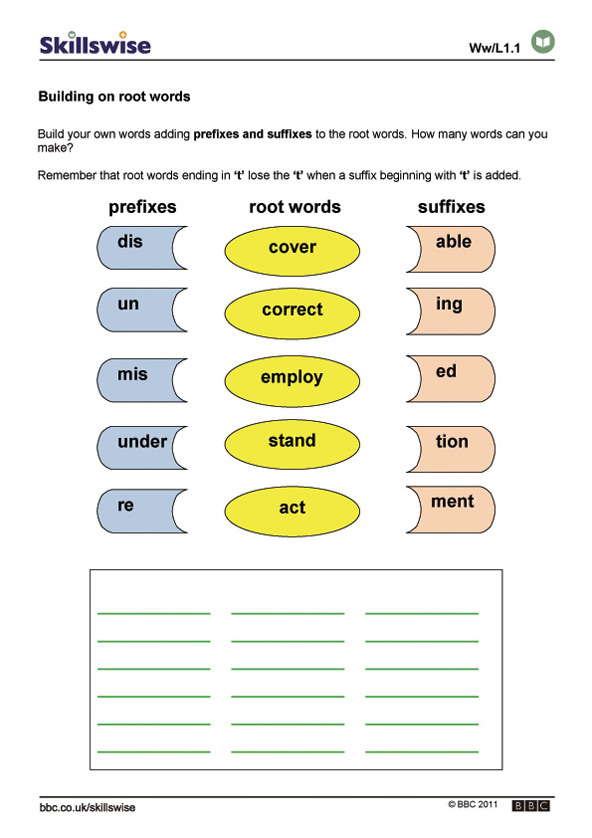 Skillswise
Ww/L1.1
Building on root words
Build your own words adding prefixes and suffixes to the root words. How many words can you
make?
Remember that root words ending in ‘t’ lose the ‘t’ when a suffix beginning with ‘t’ is added.
prefixes root words suffixes
dis cover able
un correct ing
mis employ ed
under stand tion
re act ment
bbc.co.uk/skillswise
© BBC 2011 BBC